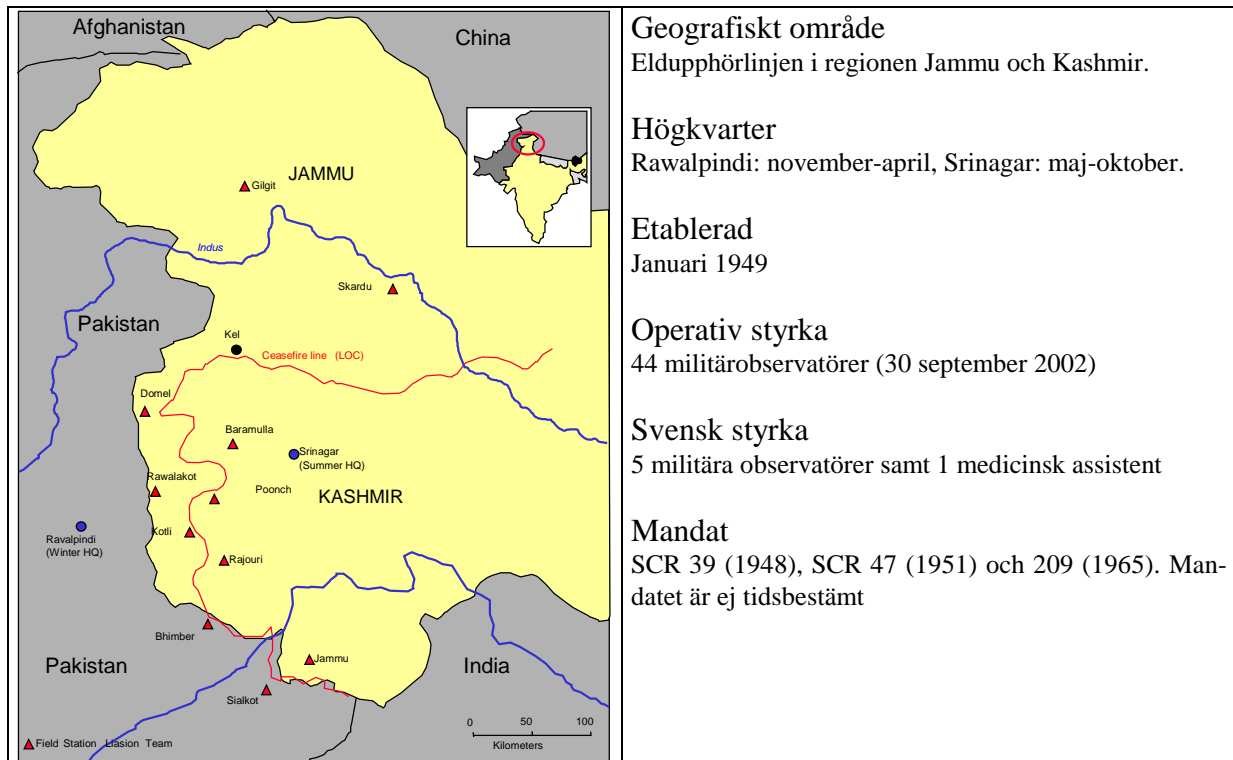 Afghanistan
China
JAMMU
Gilgit
Indus
Skardu
Pakistan
Kel
Ceasefire line (LOC)
Domel
Baramulla
Srinagar
(Summer HQ)
Rawalakot
Poonch
KASHMIR
Ravalpindi
(Winter HQ)
Kotli
Rajouri
Bhimber
Pakistan
Jammu
India
Sialkot
0 50 100
Kilometers
Field Station Liasion Team
Geografiskt område
Eldupphörlinjen i regionen Jammu och Kashmir.
Högkvarter
Rawalpindi: november-april, Srinagar: maj-oktober.
Etablerad
Januari 1949
Operativ styrka
44 militärobservatörer (30 september 2002)
Svensk styrka
5 militära observatörer samt 1 medicinsk assistent
Mandat
SCR 39 (1948), SCR 47 (1951) och 209 (1965). Man-
datet är ej tidsbestämt